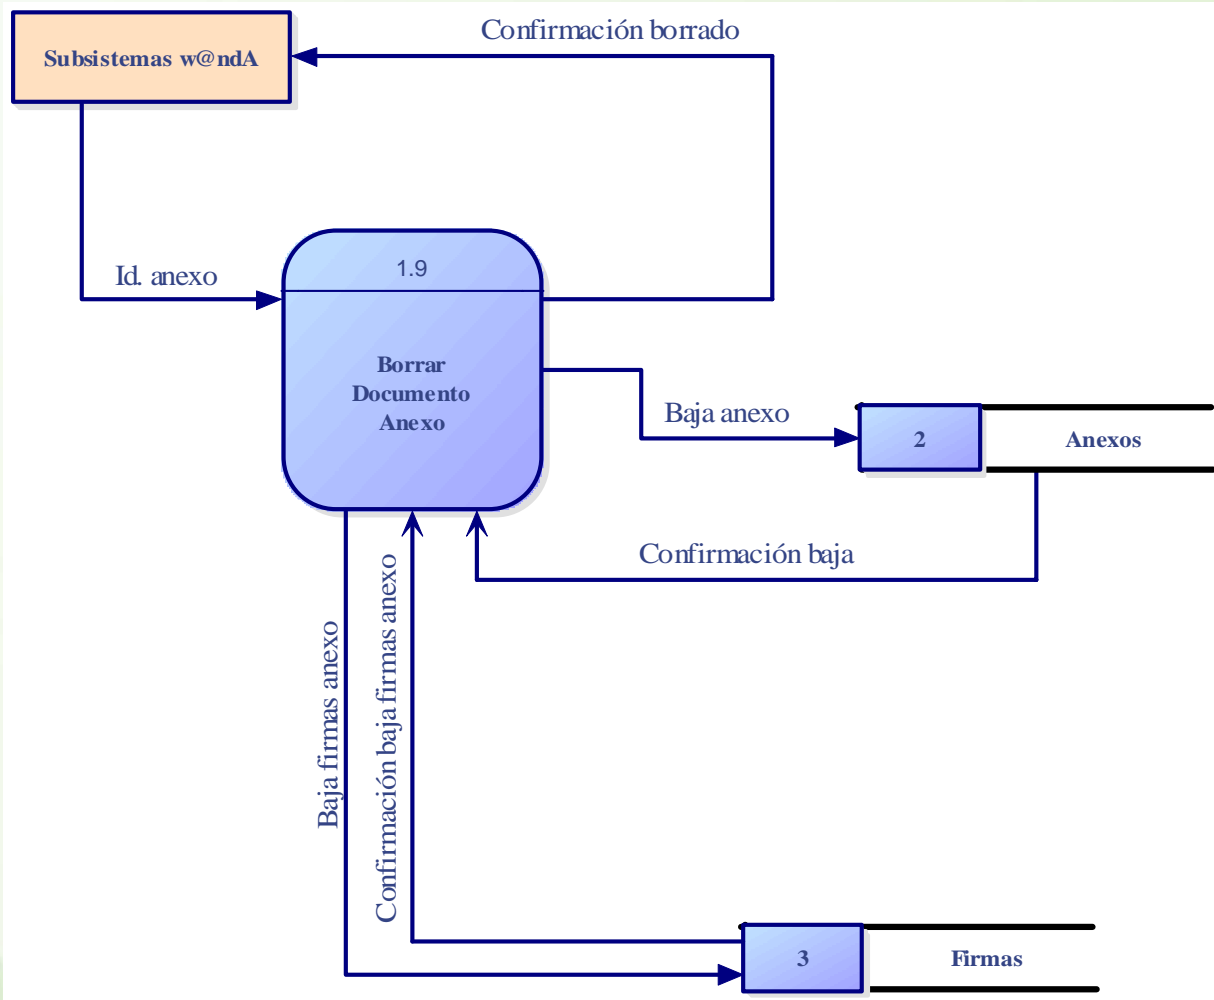 Confirmación borrado
Subsistemas w@ndA
Id. anexo
1.9
Borrar
Documento
Anexo
Baja anexo
2
Anexos
Confirmación baja
Baja firmas anexo
Confirmación baja firmas anexo
3
Firmas